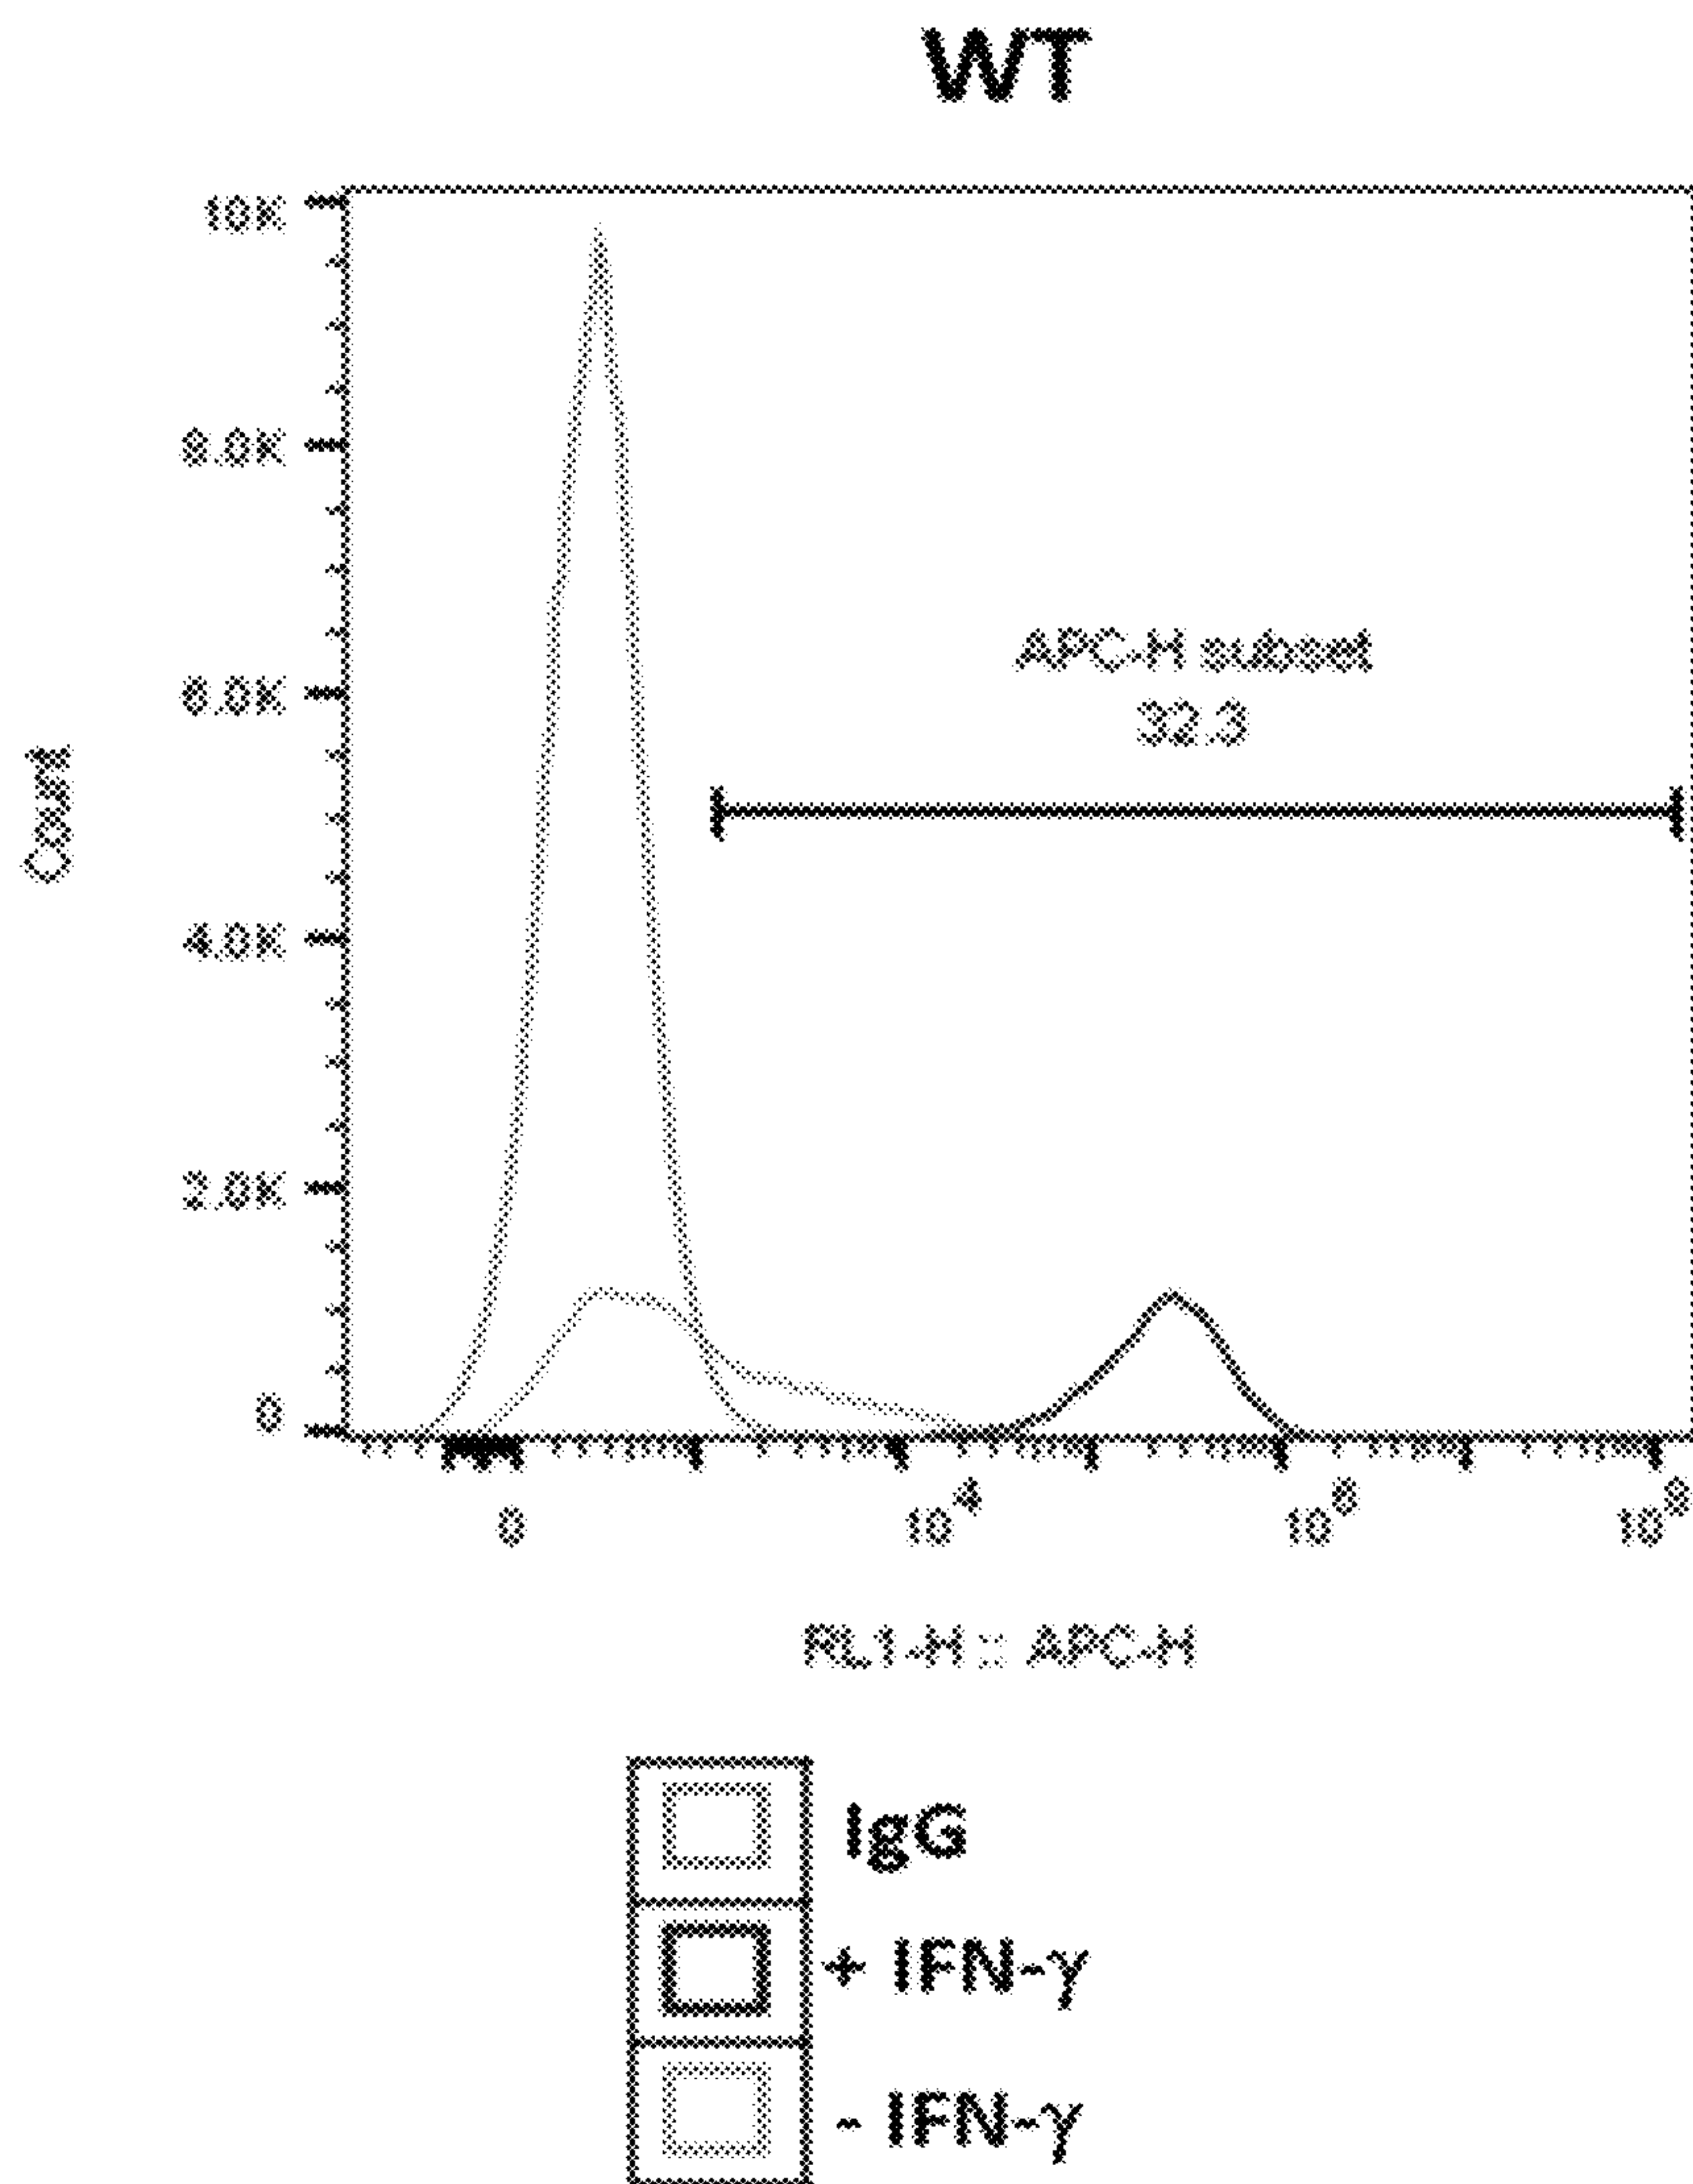 WT
10K
8.0K
6.0K
4.0K
2.0K
0
Count
APC-H subset
32.3
0
10^4
10^6
10^8
RL1-H :: APC-H
IgG
+ IFN-γ
- IFN-γ